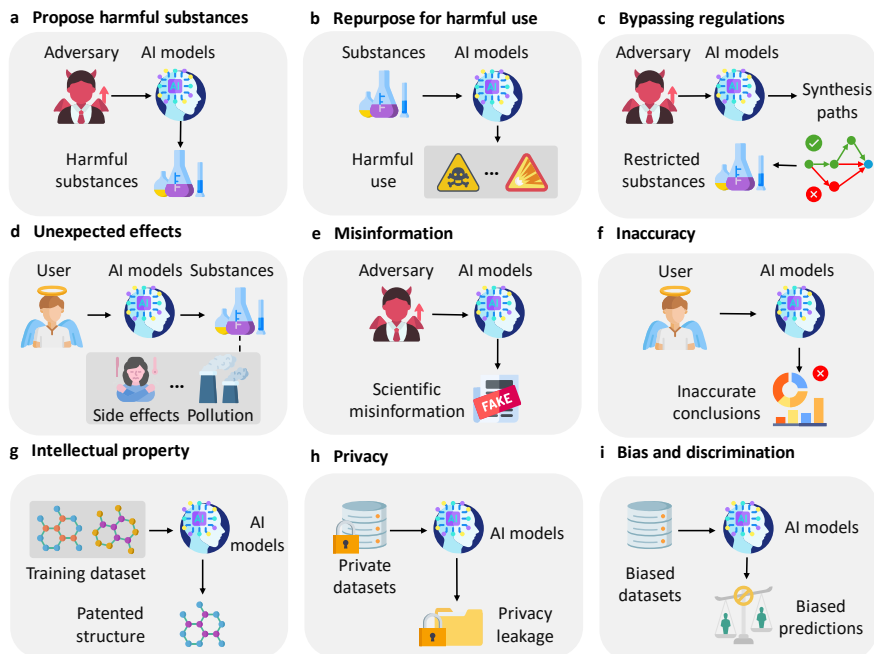 a Propose harmful substances
Adversary AI models
Harmful
substances
b Repurpose for harmful use
Substances AI models
Harmful
use
...
c Bypassing regulations
Adversary AI models
Synthesis
paths
Restricted
substances
d Unexpected effects
User AI models Substances
...
Side effects Pollution
e Misinformation
Adversary AI models
Scientific
misinformation
FAKE
f Inaccuracy
User AI models
Inaccurate
conclusions
g Intellectual property
AI
models
Training dataset
Patented
structure
h Privacy
AI models
Private
datasets
Privacy
leakage
i Bias and discrimination
AI models
Biased
datasets
Biased
predictions